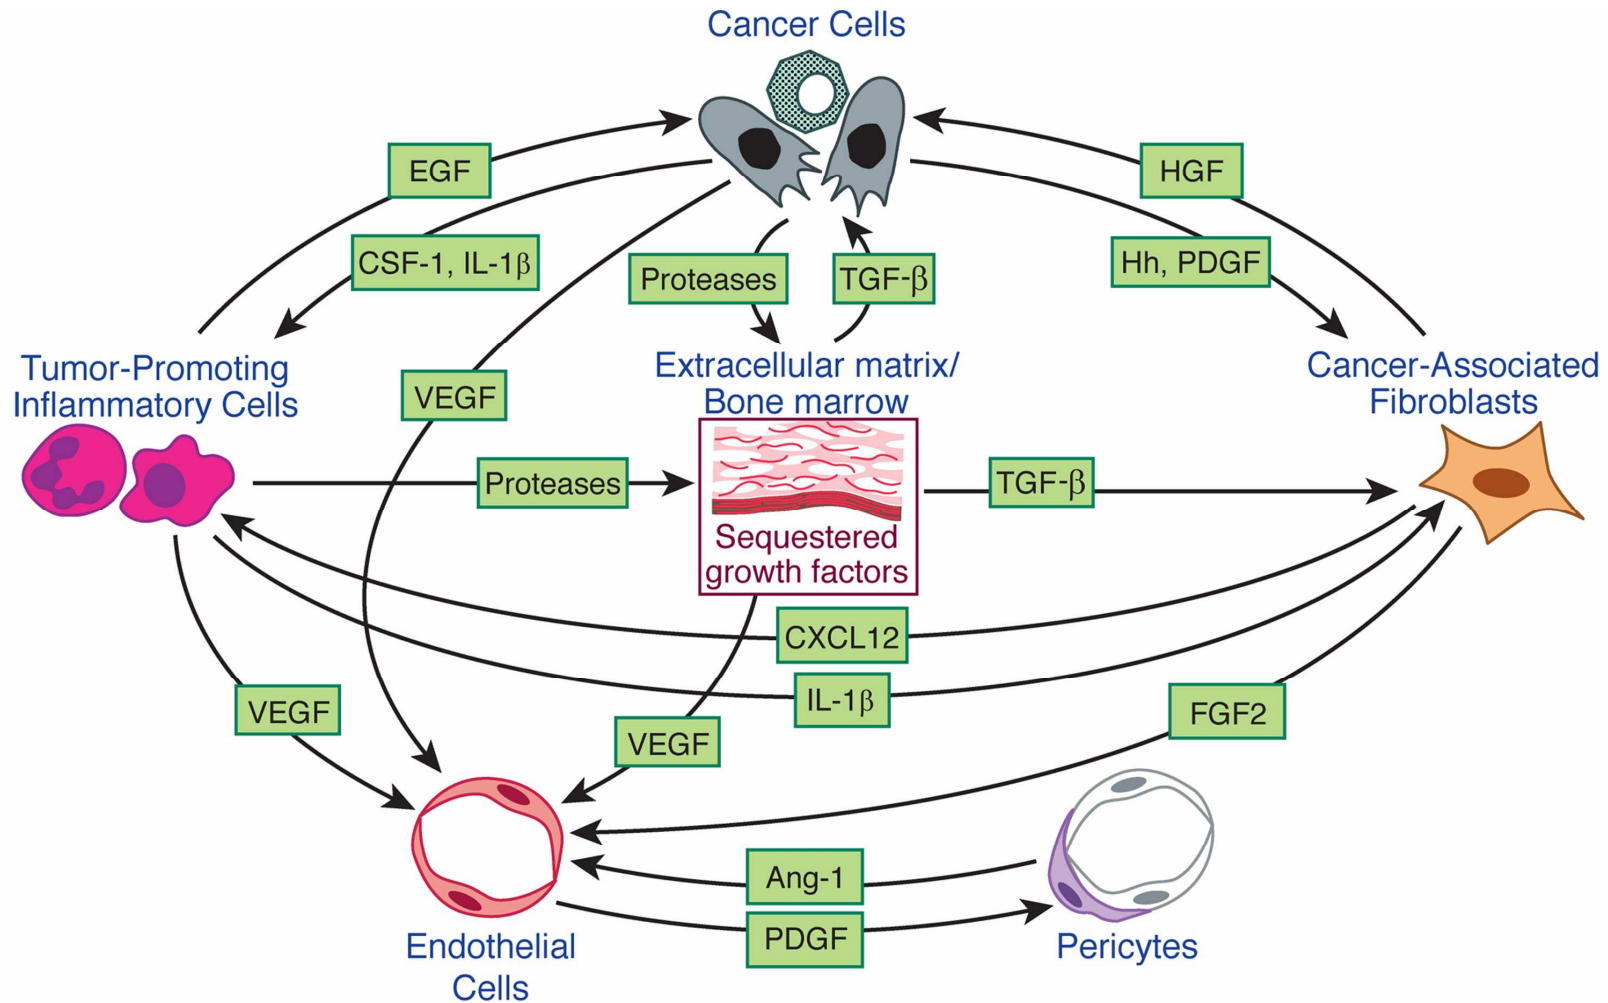 Cancer Cells
EGF
HGF
CSF-1, IL-1β
Hh, PDGF
Proteases
TGF-β
Tumor-Promoting
Inflammatory Cells
VEGF
Extracellular matrix/
Bone marrow
Cancer-Associated
Fibroblasts
Proteases
TGF-β
Sequestered
growth factors
CXCL12
IL-1β
VEGF
VEGF
FGF2
Ang-1
PDGF
Endothelial
Cells
Pericytes